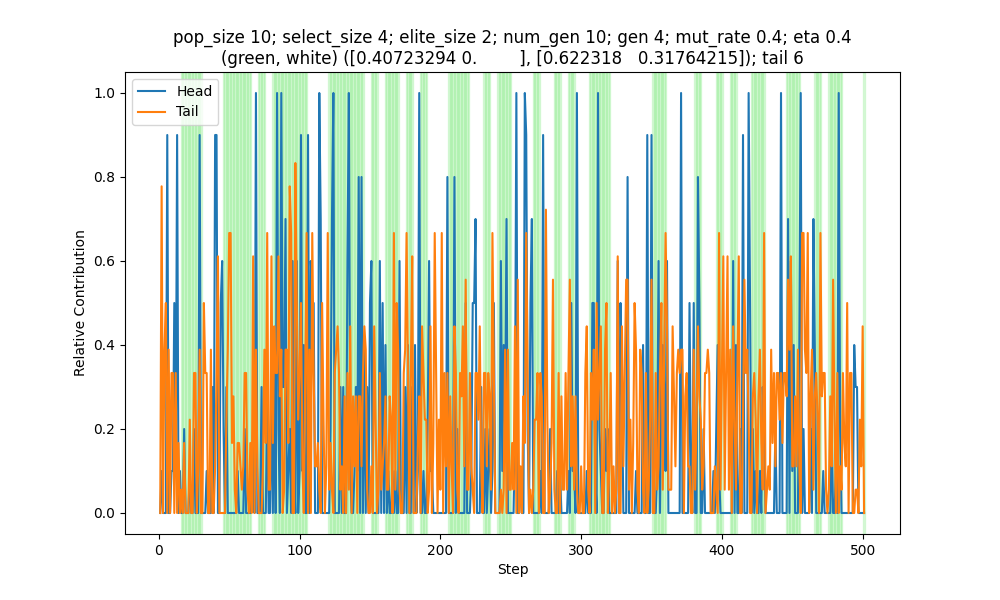 pop_size 10; select_size 4; elite_size 2; num_gen 10; gen 4; mut_rate 0.4; eta 0.4
(green, white) ([0.40723294 0.         ], [0.622318   0.31764215]); tail 6
Head
Tail
Relative Contribution
1.0
0.8
0.6
0.4
0.2
0.0
0
100
200
300
400
500
Step